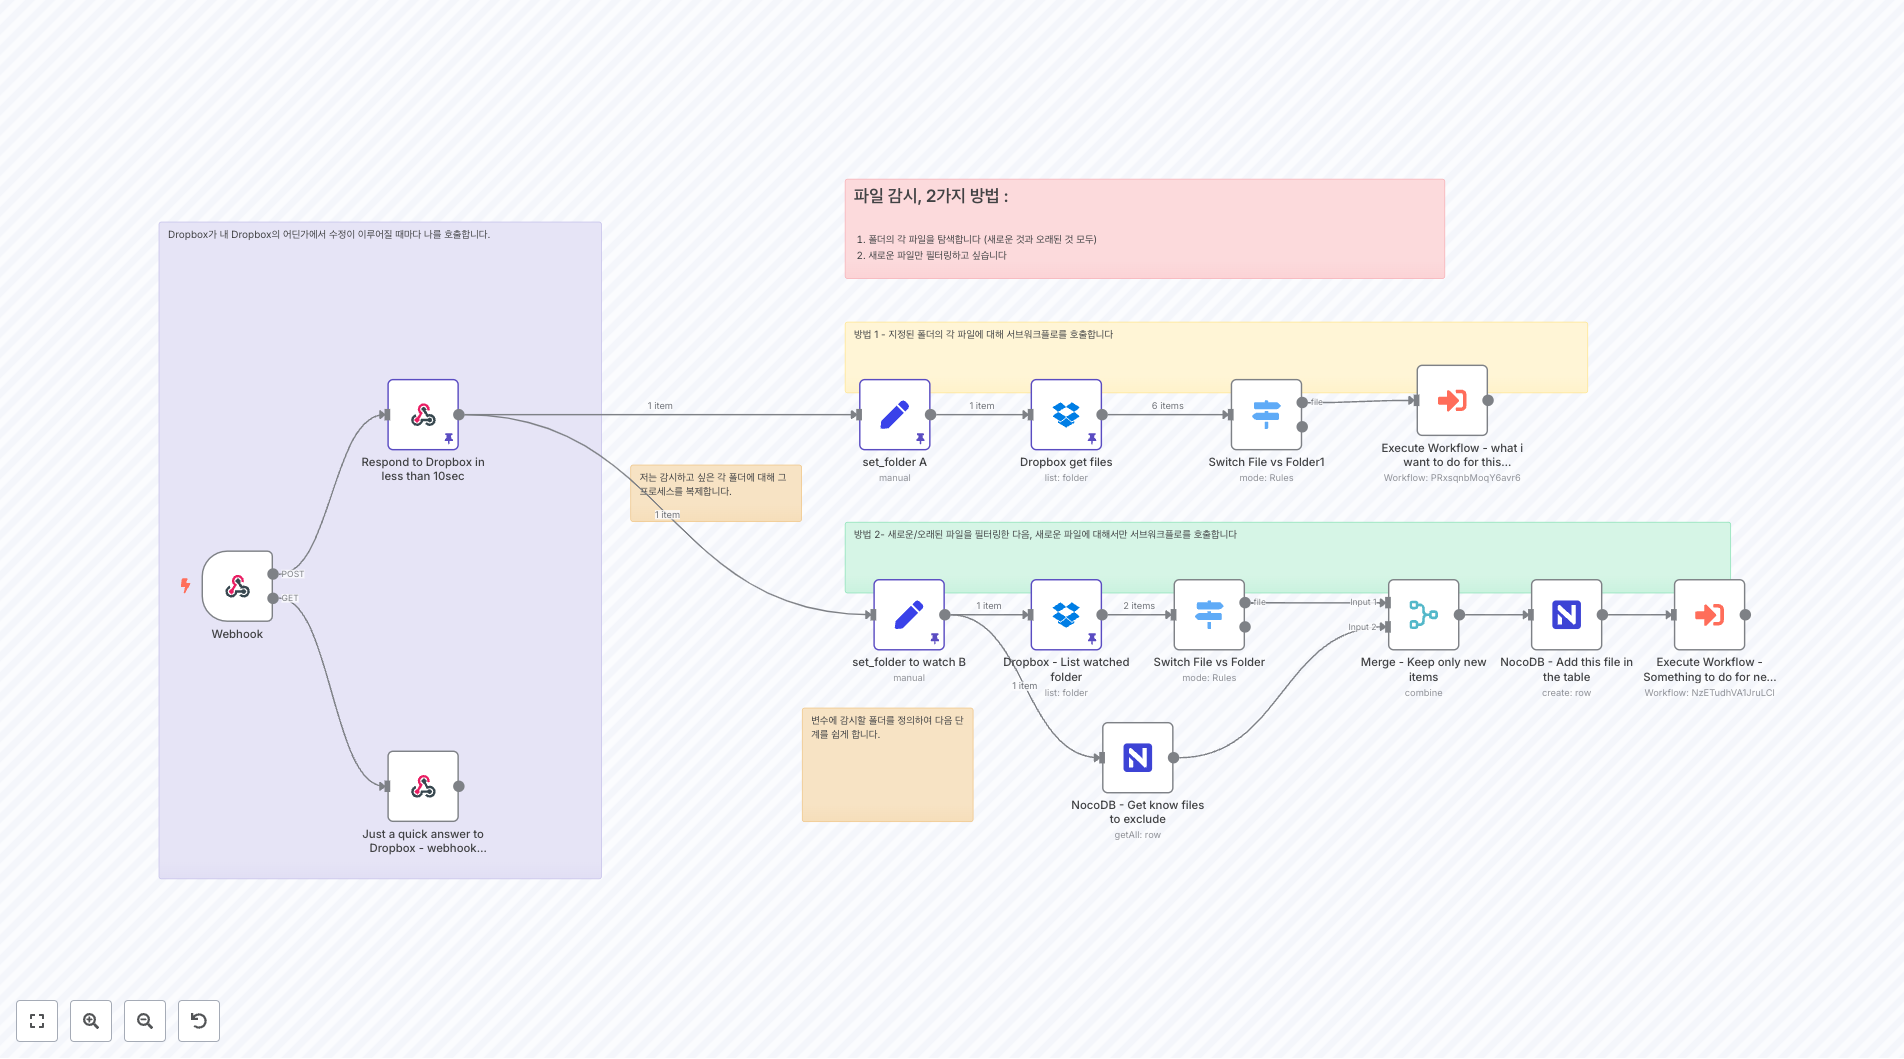 파일 감시, 2가지 방법 :
1. 폴더의 각 파일을 탐색합니다 (새로운 것과 오래된 것 모두)
2. 새로운 파일만 필터링하고 싶습니다
Dropbox가 내 Dropbox의 어딘가에서 수정이 이루어질 때마다 나를 호출합니다.
POST
GET
Webhook
Respond to Dropbox in
less than 10sec
Just a quick answer to
Dropbox - webhook...
1 item
저는 감시하고 싶은 각 폴더에 대해 그
프로세스를 복제합니다.
1 item
방법 1 - 지정된 폴더의 각 파일에 대해 서브워크플로를 호출합니다
set_folder A
manual
1 item
Dropbox get files
list: folder
6 items
Switch File vs Folder1
mode: Rules
file
Execute Workflow - what i
want to do for this...
Workflow: PRxsqnbMoqY6avr6
방법 2- 새로운/오래된 파일을 필터링한 다음, 새로운 파일에 대해서만 서브워크플로를 호출합니다
set_folder to watch B
manual
1 item
Dropbox - List watched
folder
list: folder
2 items
Switch File vs Folder
mode: Rules
file
Input 1
Input 2
Merge - Keep only new
items
combine
NocoDB - Add this file in
the table
create: row
Execute Workflow -
Something to do for ne...
Workflow: NzETudhVA1JruLCl
1 item
변수에 감시할 폴더를 정의하여 다음 단
계를 쉽게 합니다.
NocoDB - Get know files
to exclude
getAll: row